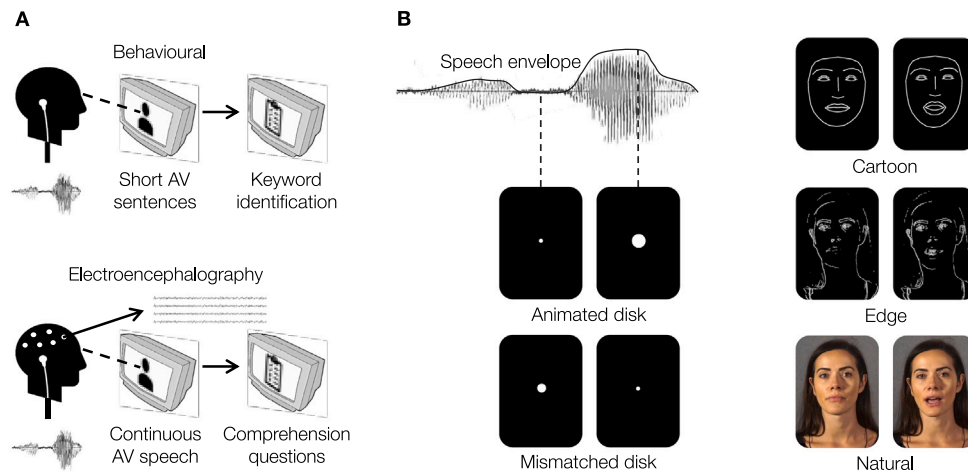 A
Behavioural
Short AV
sentences
Keyword
identification
Electroencephalography
Continuous
AV speech
Comprehension
questions
B
Speech envelope
Animated disk
Mismatched disk
Cartoon
Edge
Natural